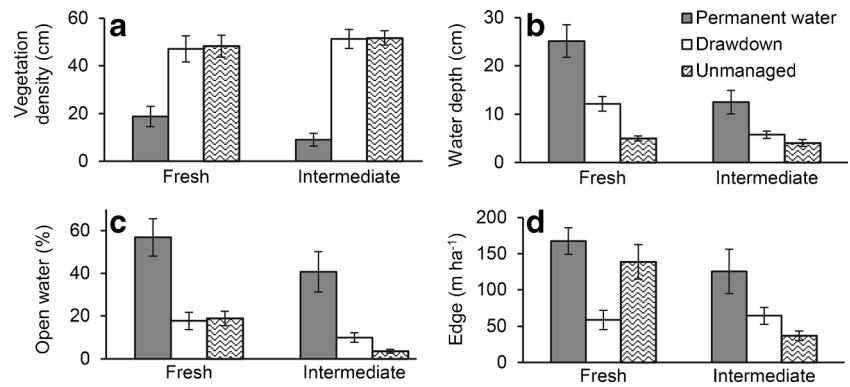 a
Vegetation
density (cm)
60
40
20
0
Fresh
Intermediate
b
Water depth (cm)
30
20
10
0
Fresh
Intermediate
Permanent water
Drawdown
Unmanaged
c
Open water (%)
60
40
20
0
Fresh
Intermediate
d
Edge (m ha⁻¹)
200
150
100
50
0
Fresh
Intermediate